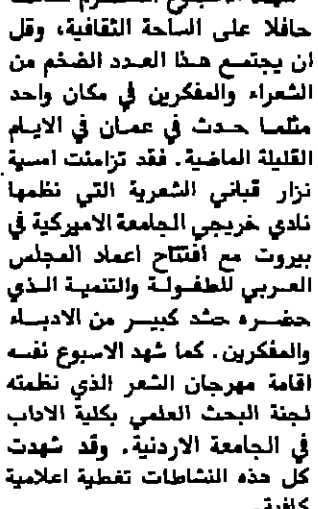 حافلا على الساحة الثقافية، وقل
ان يجتمع هذا العدد الضخم من
الشعراء والمفكرين في مكان واحد
مثلما حدث في عمان في الايام
القليلة الماضية. فقد تزامنت امسية
نزار قباني الشعرية التي نظمها
نادي خريجي الجامعة الاميركية في
بيروت مع افتتاح اعماد المجلس
العربي للطفولة والتنمية الذي
حضره حشد كبير من الادباء
والمفكرين. كما شهد الاسبوع نفسه
اقامة مهرجان الشعر الذي نظمته
لجنة البحث العلمي بكلية الاداب
في الجامعة الاردنية. وقد شهدت
كل هذه النشاطات تغطية اعلامية
كافية.